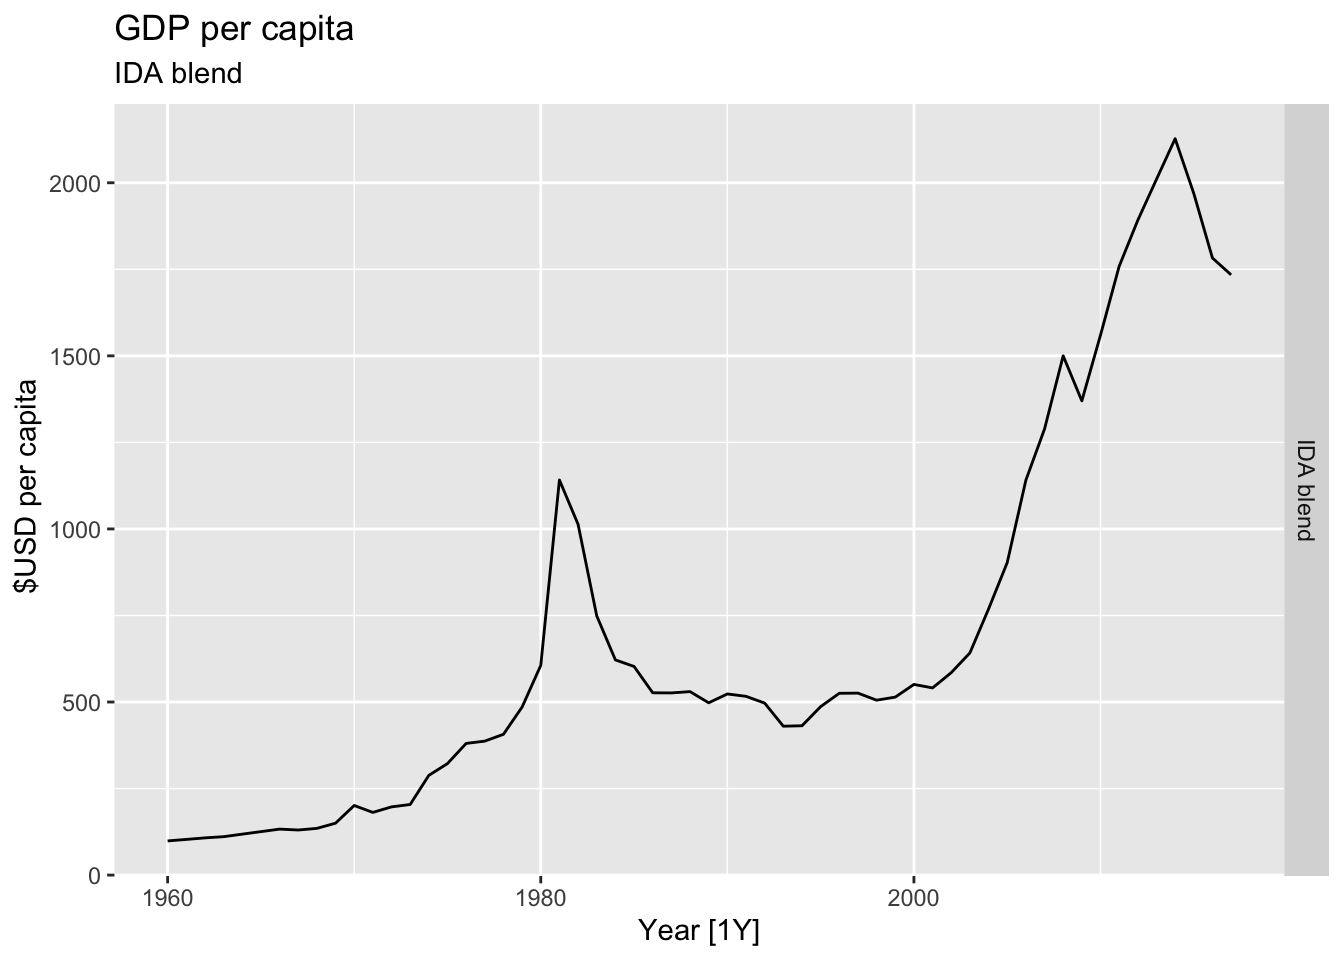 GDP per capita
IDA blend
$USD per capita
2000
1500
1000
500
0
1960
1980
2000
Year [1Y]
IDA blend